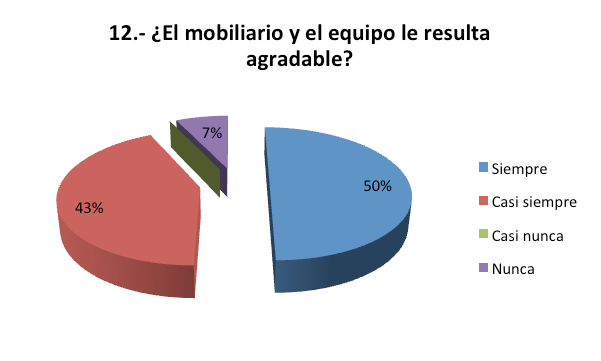 12.- ¿El mobiliario y el equipo le resulta
agradable?
7%
50%
43%
Siempre
Casi siempre
Casi nunca
Nunca